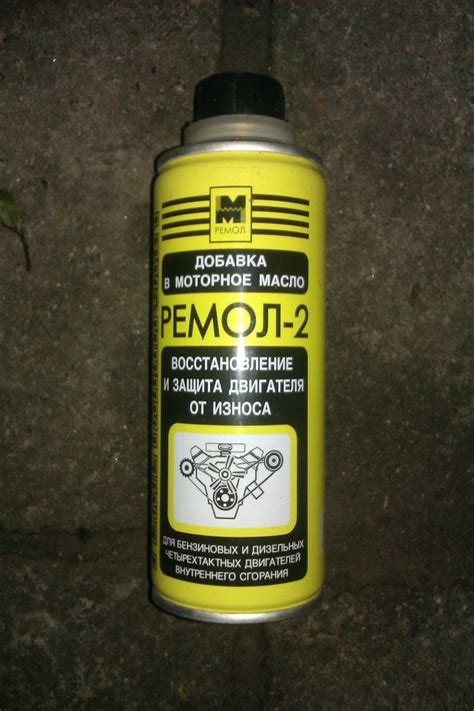 РЕМОЛ
ДОБАВКА
В МОТОРНОЕ МАСЛО
РЕМОЛ-2
ВОССТАНОВЛЕНИЕ
И ЗАЩИТА ДВИГАТЕЛЯ
ОТ ИЗНОСА
ДЛЯ БЕНЗИНОВЫХ И ДИЗЕЛЬНЫХ
ЧЕТЫРЕХТАКТНЫХ ДВИГАТЕЛЕЙ
ВНУТРЕННЕГО СГОРАНИЯ